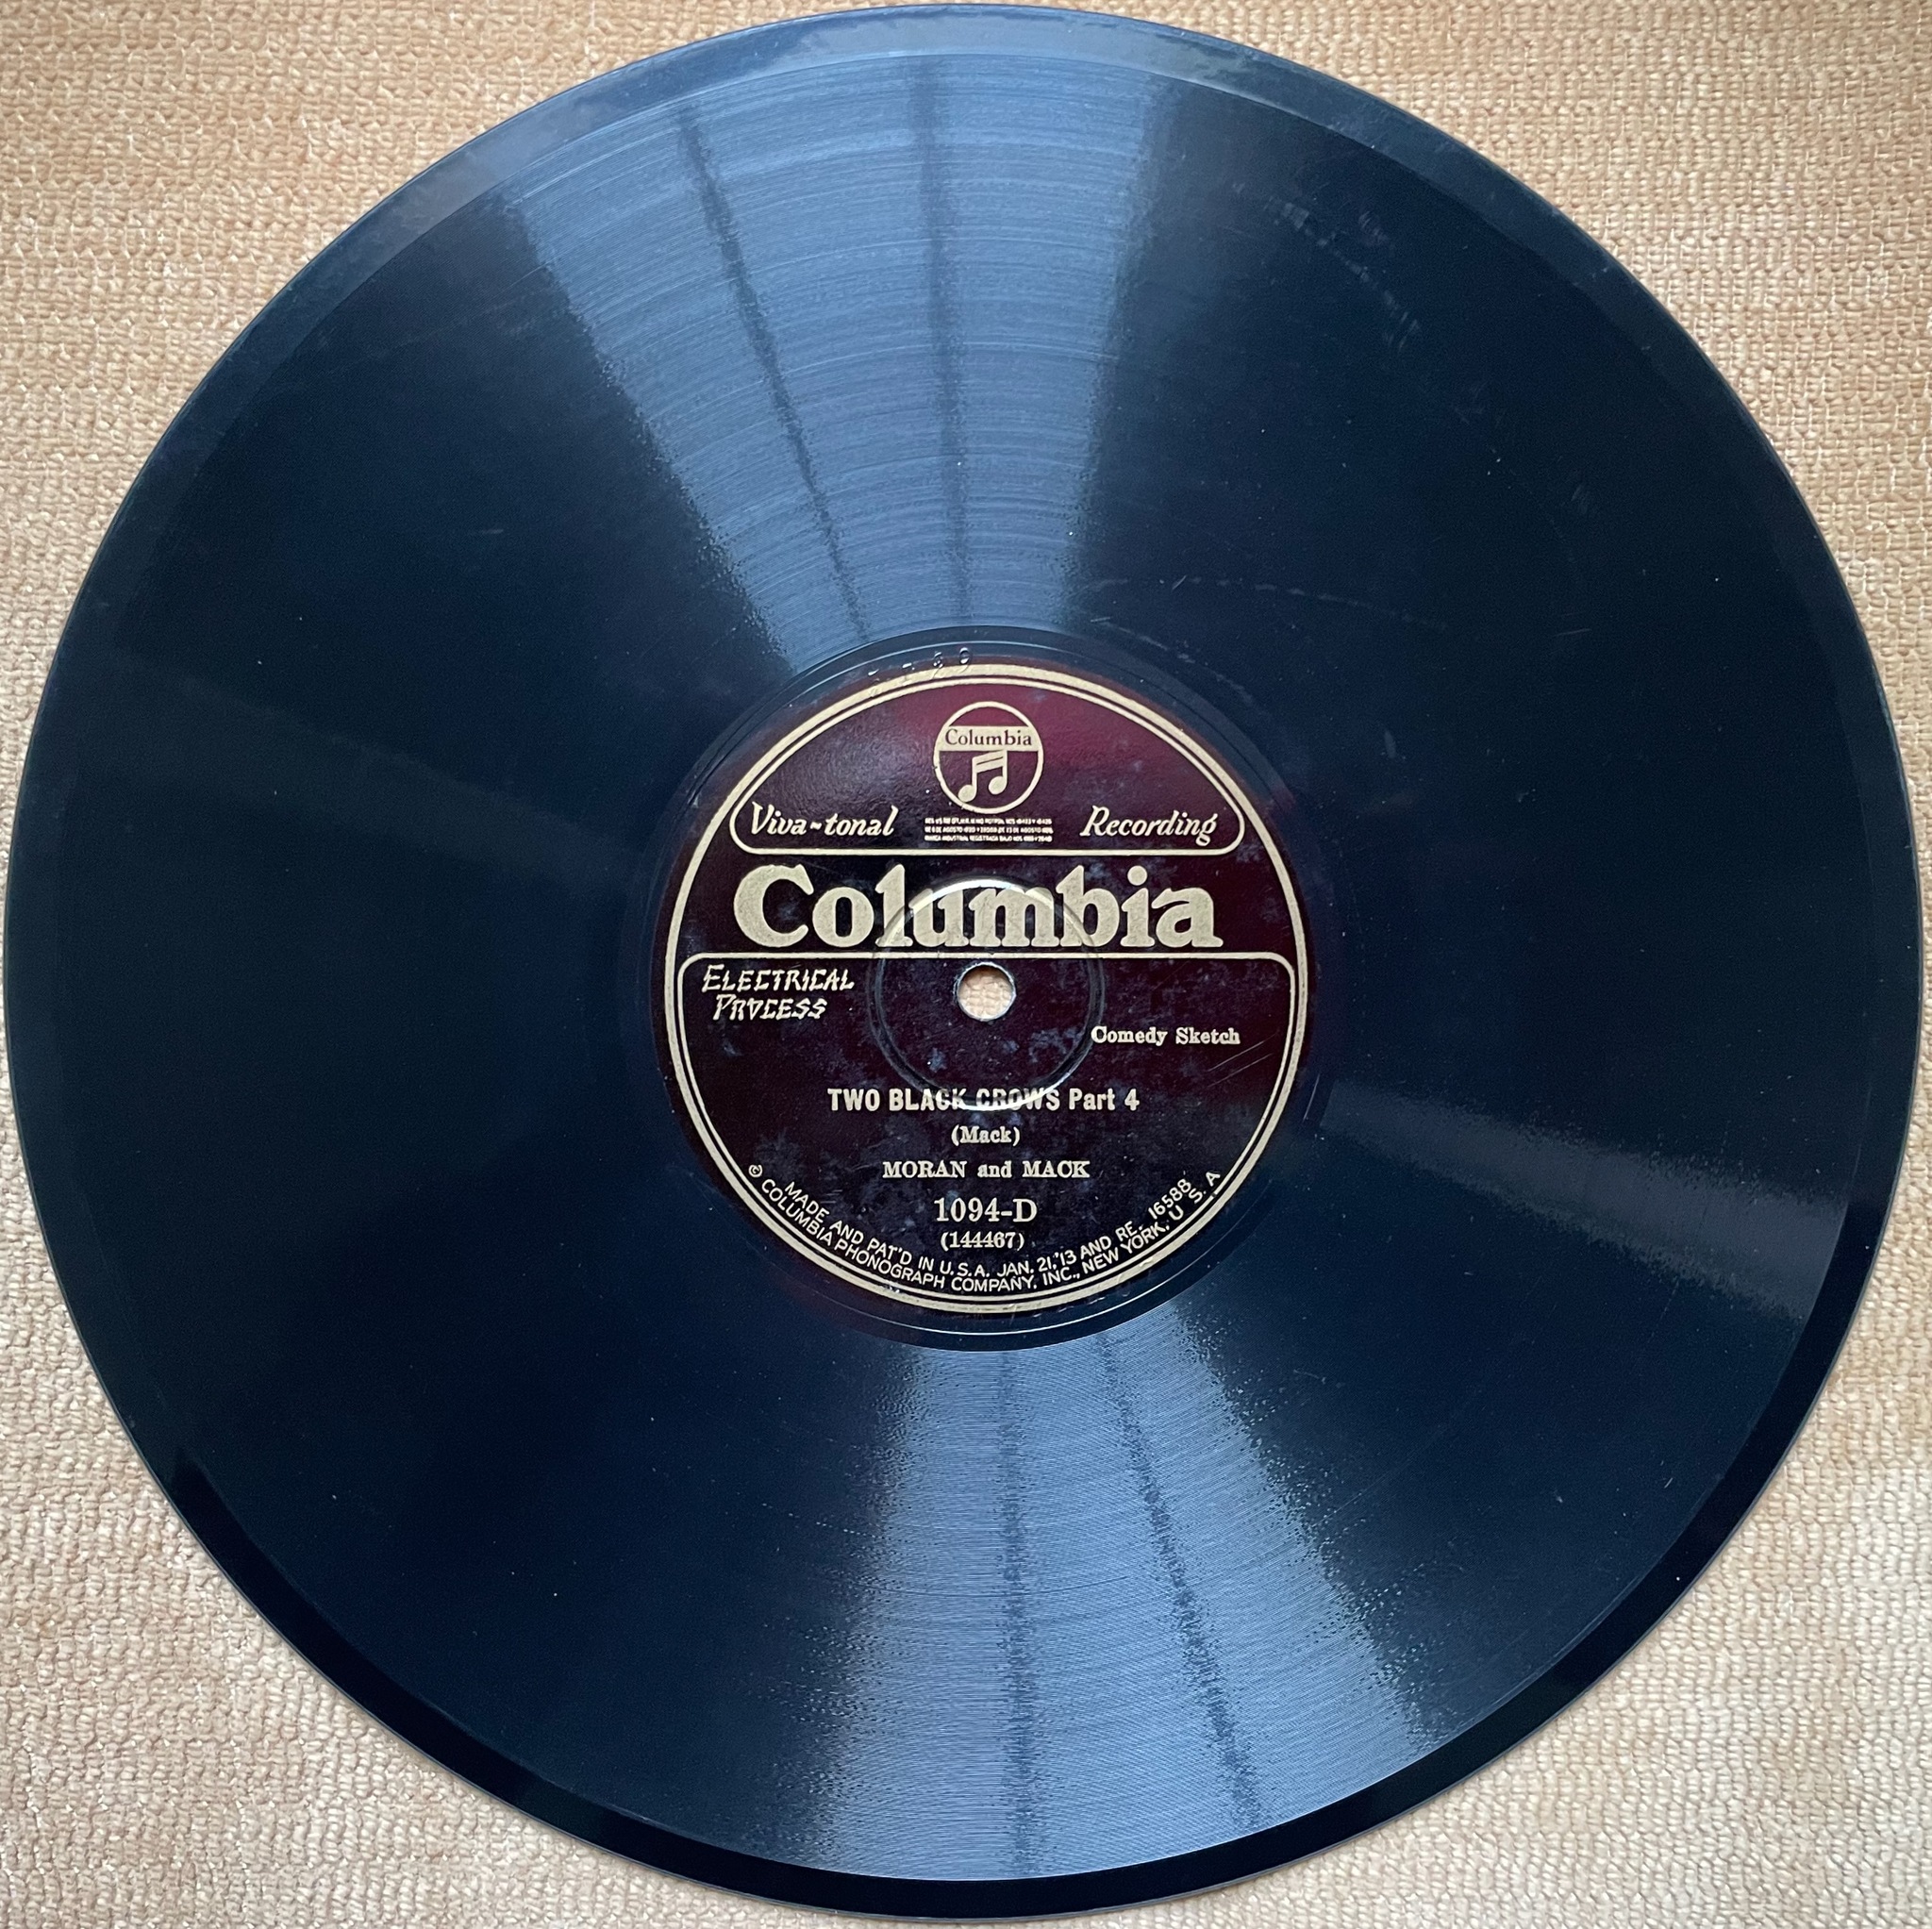 Columbia
Viva-tonal Recording
Columbia
ELECTRICAL
PROCESS
Comedy Sketch
TWO BLACK CROWS Part 4
(Mack)
MORAN and MACK
1094-D
(144467)
MADE AND PAT'D IN U.S.A. JAN. 21, '13 AND RE. 16588
© COLUMBIA PHONOGRAPH COMPANY, INC., NEW YORK. U S. A